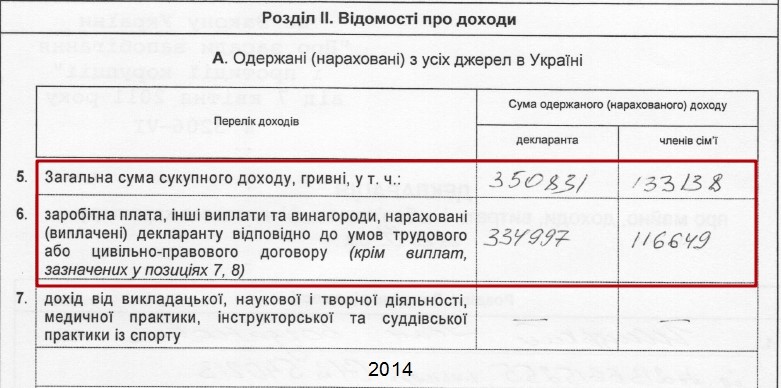 Розділ II. Відомості про доходи
А. Одержані (нараховані) з усіх джерел в Україні
Перелік доходів
Сума одержаного (нарахованого) доходу
декларанта
членів сім'ї
5. Загальна сума сукупного доходу, гривні, у т. ч.: 350831 133138
6. заробітна плата, інші виплати та винагороди, нараховані
(виплачені) декларанту відповідно до умов трудового
або цивільно-правового договору (крім виплат,
зазначених у позиціях 7, 8)
334997 116649
7. дохід від викладацької, наукової і творчої діяльності,
медичної практики, інструкторської та суддівської
практики із спорту
— —
2014